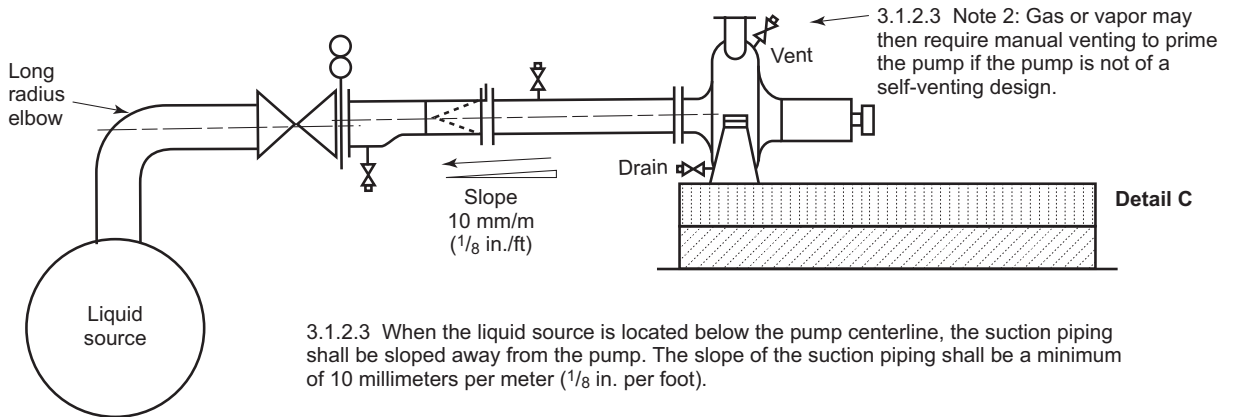 3.1.2.3 Note 2: Gas or vapor may
then require manual venting to prime
the pump if the pump is not of a
self-venting design.
Vent
Long
radius
elbow
Drain
Slope
10 mm/m
(1/8 in./ft)
Detail C
Liquid
source
3.1.2.3 When the liquid source is located below the pump centerline, the suction piping
shall be sloped away from the pump. The slope of the suction piping shall be a minimum
of 10 millimeters per meter (1/8 in. per foot).